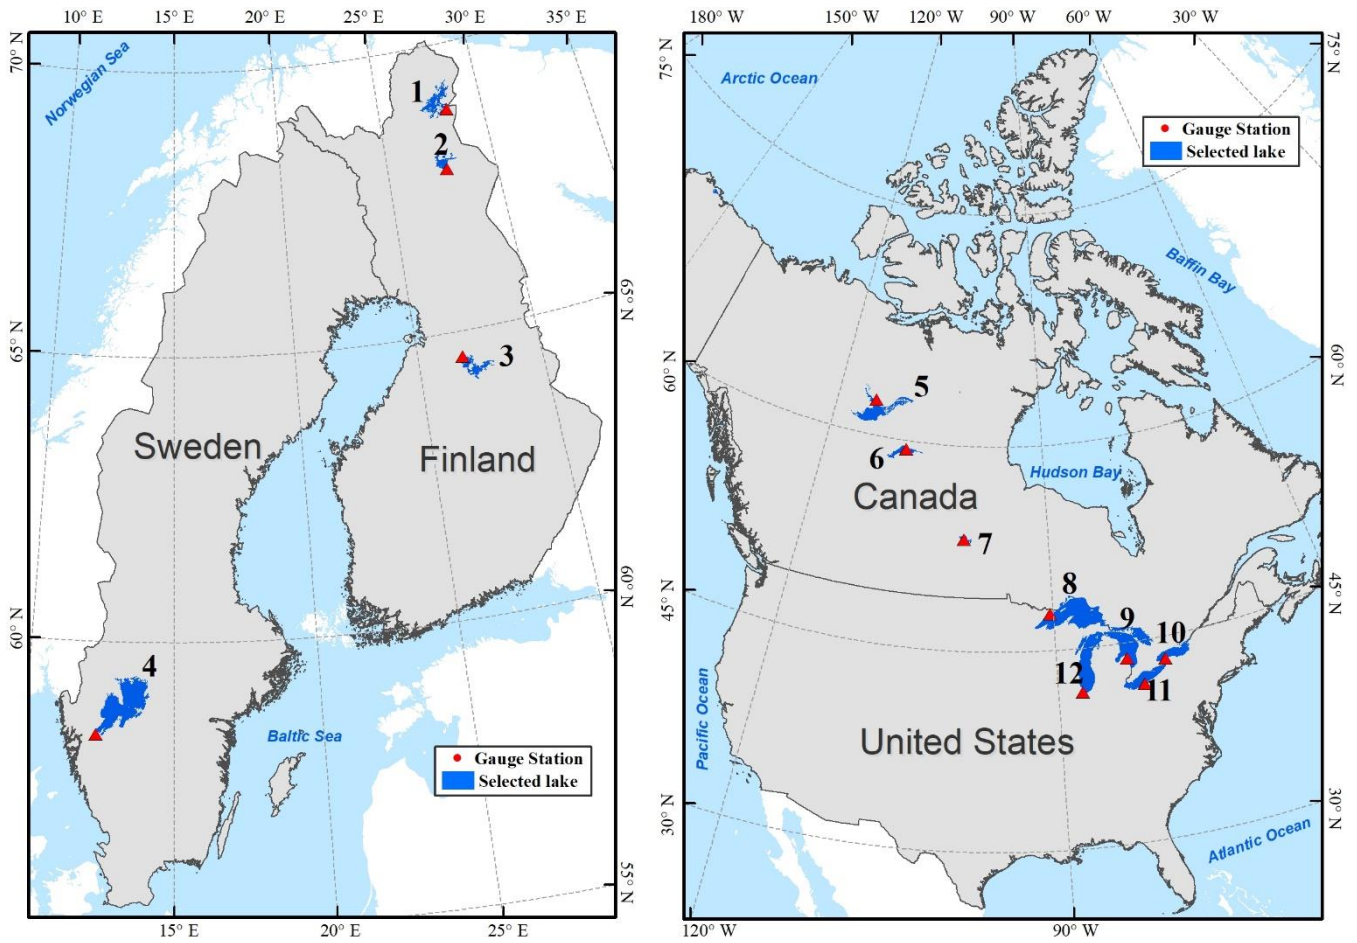 10° E 15° E 20° E 25° E 30° E 35° E
70° N
65° N
60° N
Norwegian Sea
1
2
3
4
Sweden
Finland
Baltic Sea
Gauge Station
Selected lake
65° N
60° N
55° N
15° E 20° E 25° E
180° W 150° W 120° W 90° W 60° W 30° W
75° N
60° N
45° N
30° N
Arctic Ocean
Gauge Station
Selected lake
Baffin Bay
5
6
Hudson Bay
Canada
7
8
9
10
12
11
United States
Pacific Ocean
Atlantic Ocean
75° N
60° N
45° N
30° N
120° W 90° W